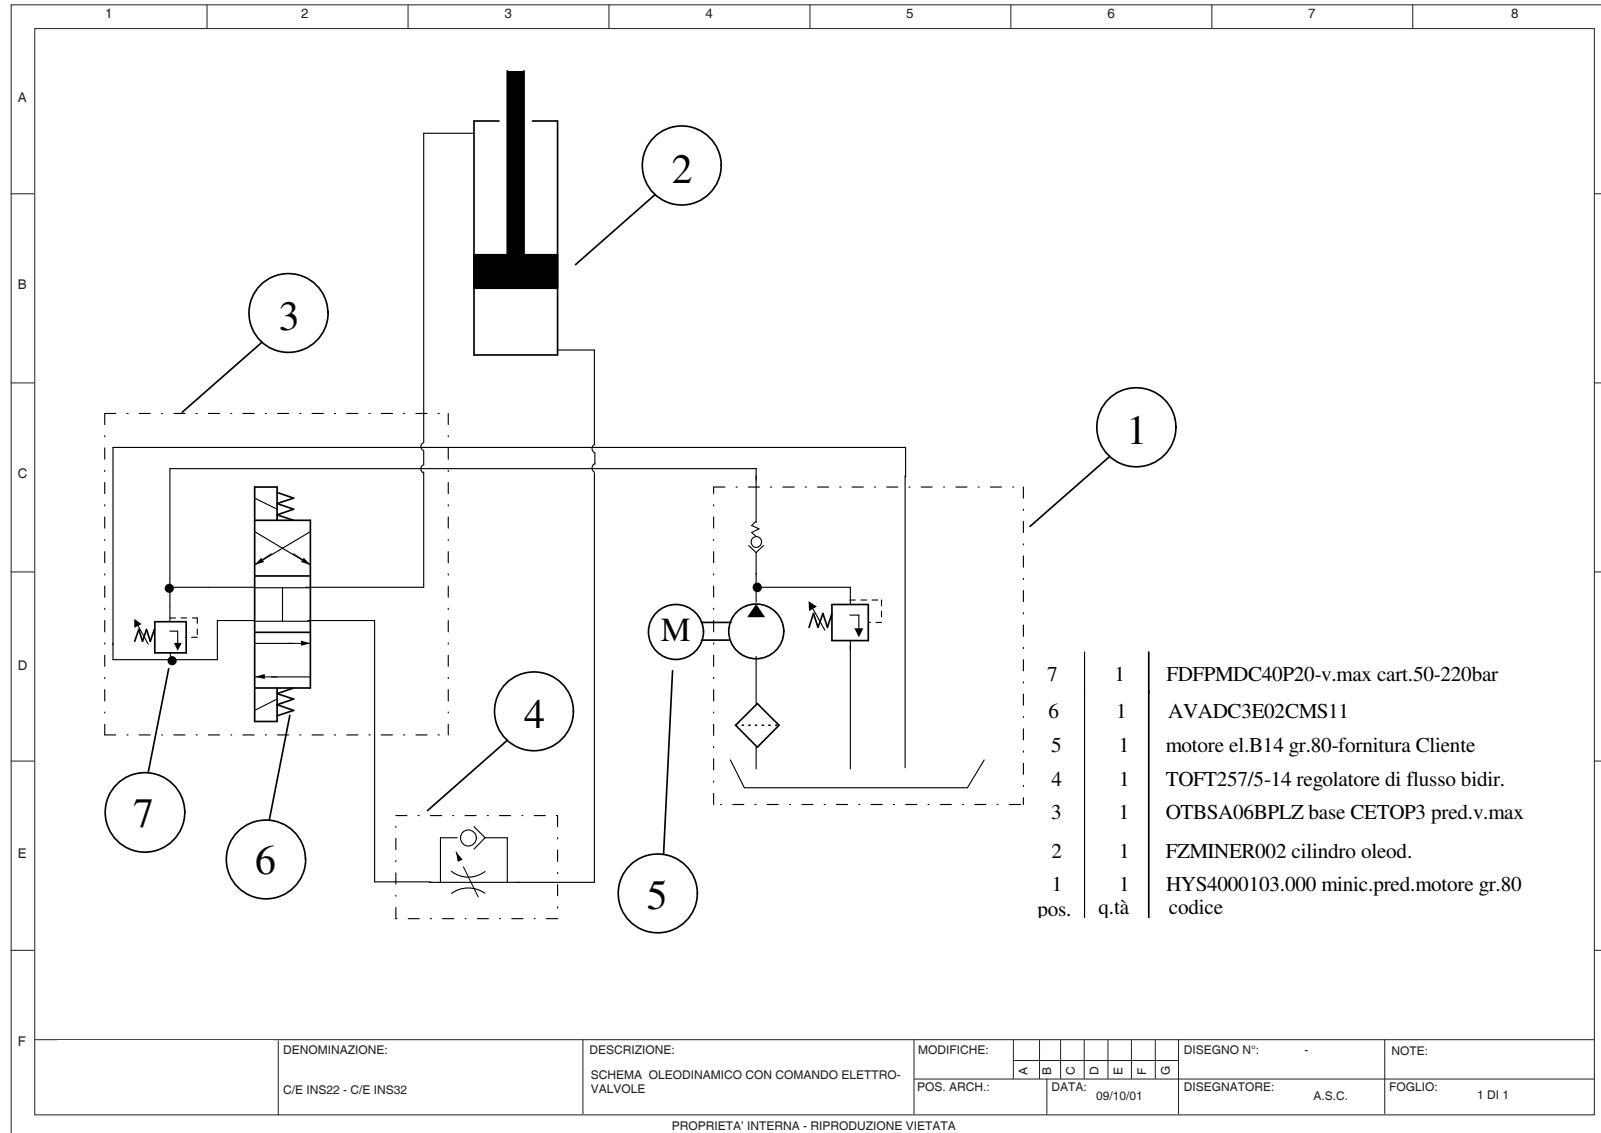 1 2 3 4 5 6 7 8
A
B
C
D
E
F
2
3
1
M
4
7
6
5
7 1 FDFPMDC40P20-v.max cart.50-220bar
6 1 AVADC3E02CMS11
5 1 motore el.B14 gr.80-fornitura Cliente
4 1 TOFT257/5-14 regolatore di flusso bidir.
3 1 OTBSA06BPLZ base CETOP3 pred.v.max
2 1 FZMINER002 cilindro oleod.
1 1 HYS4000103.000 minic.pred.motore gr.80
pos. q.tà codice
DENOMINAZIONE:
C/E INS22 - C/E INS32
DESCRIZIONE:
SCHEMA OLEODINAMICO CON COMANDO ELETTRO-
VALVOLE
MODIFICHE:
A B C D E F G
POS. ARCH.:
DATA: 09/10/01
DISEGNO N°: -
DISEGNATORE: A.S.C.
NOTE:
FOGLIO: 1 DI 1
PROPRIETA' INTERNA - RIPRODUZIONE VIETATA